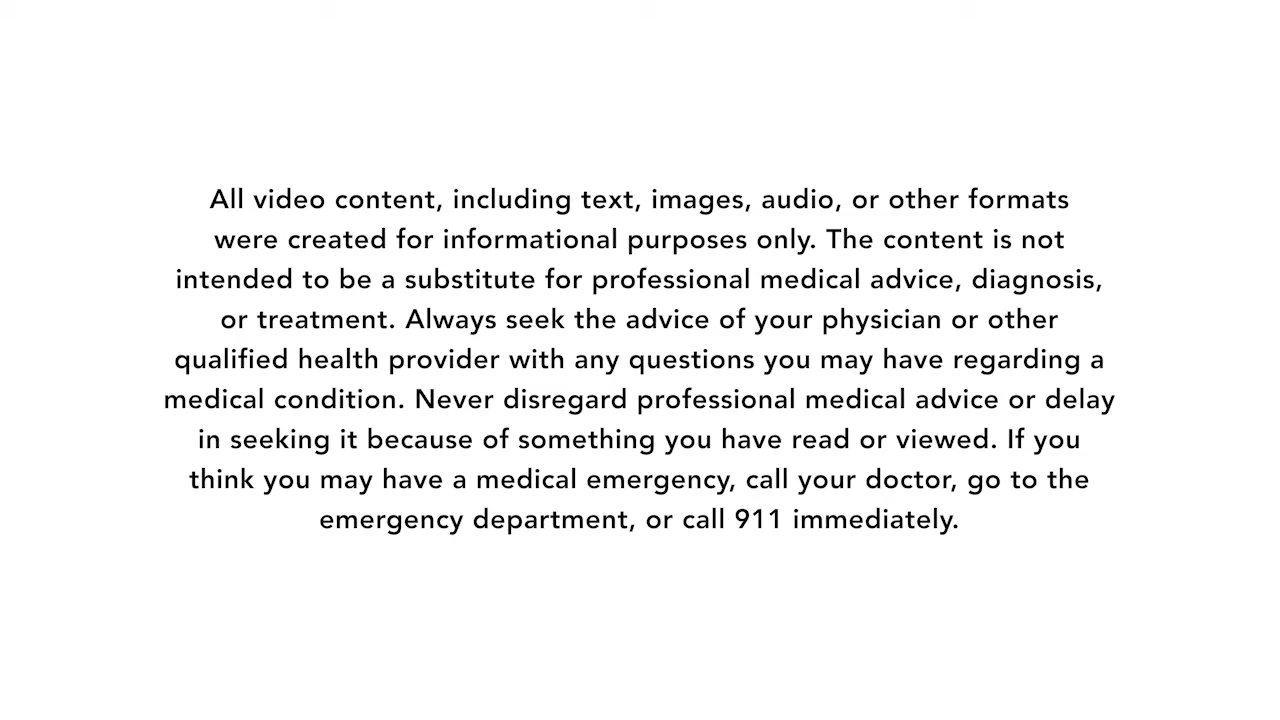 All video content, including text, images, audio, or other formats
were created for informational purposes only. The content is not
intended to be a substitute for professional medical advice, diagnosis,
or treatment. Always seek the advice of your physician or other
qualified health provider with any questions you may have regarding a
medical condition. Never disregard professional medical advice or delay
in seeking it because of something you have read or viewed. If you
think you may have a medical emergency, call your doctor, go to the
emergency department, or call 911 immediately.